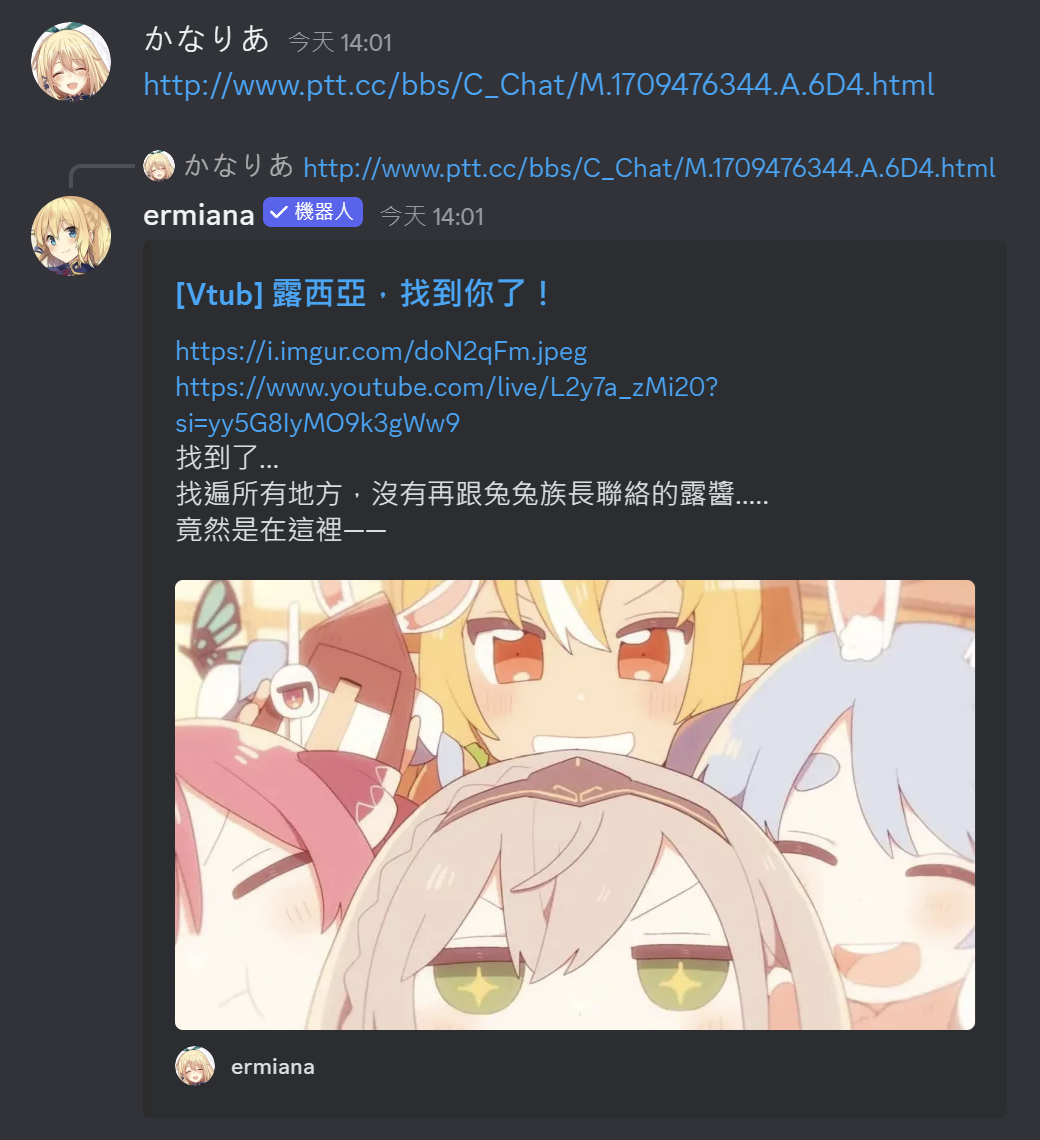 かなりあ 今天 14:01
http://www.ptt.cc/bbs/C_Chat/M.1709476344.A.6D4.html
かなりあ http://www.ptt.cc/bbs/C_Chat/M.1709476344.A.6D4.html
ermiana 機器人 今天 14:01
[Vtub] 露西亞，找到你了！
https://i.imgur.com/doN2qFm.jpeg
https://www.youtube.com/live/L2y7a_zMi20?
si=yy5G8IyMO9k3gWw9
找到了...
找遍所有地方，沒有再跟兔兔族長聯絡的露醬.....
竟然是在這裡——
ermiana